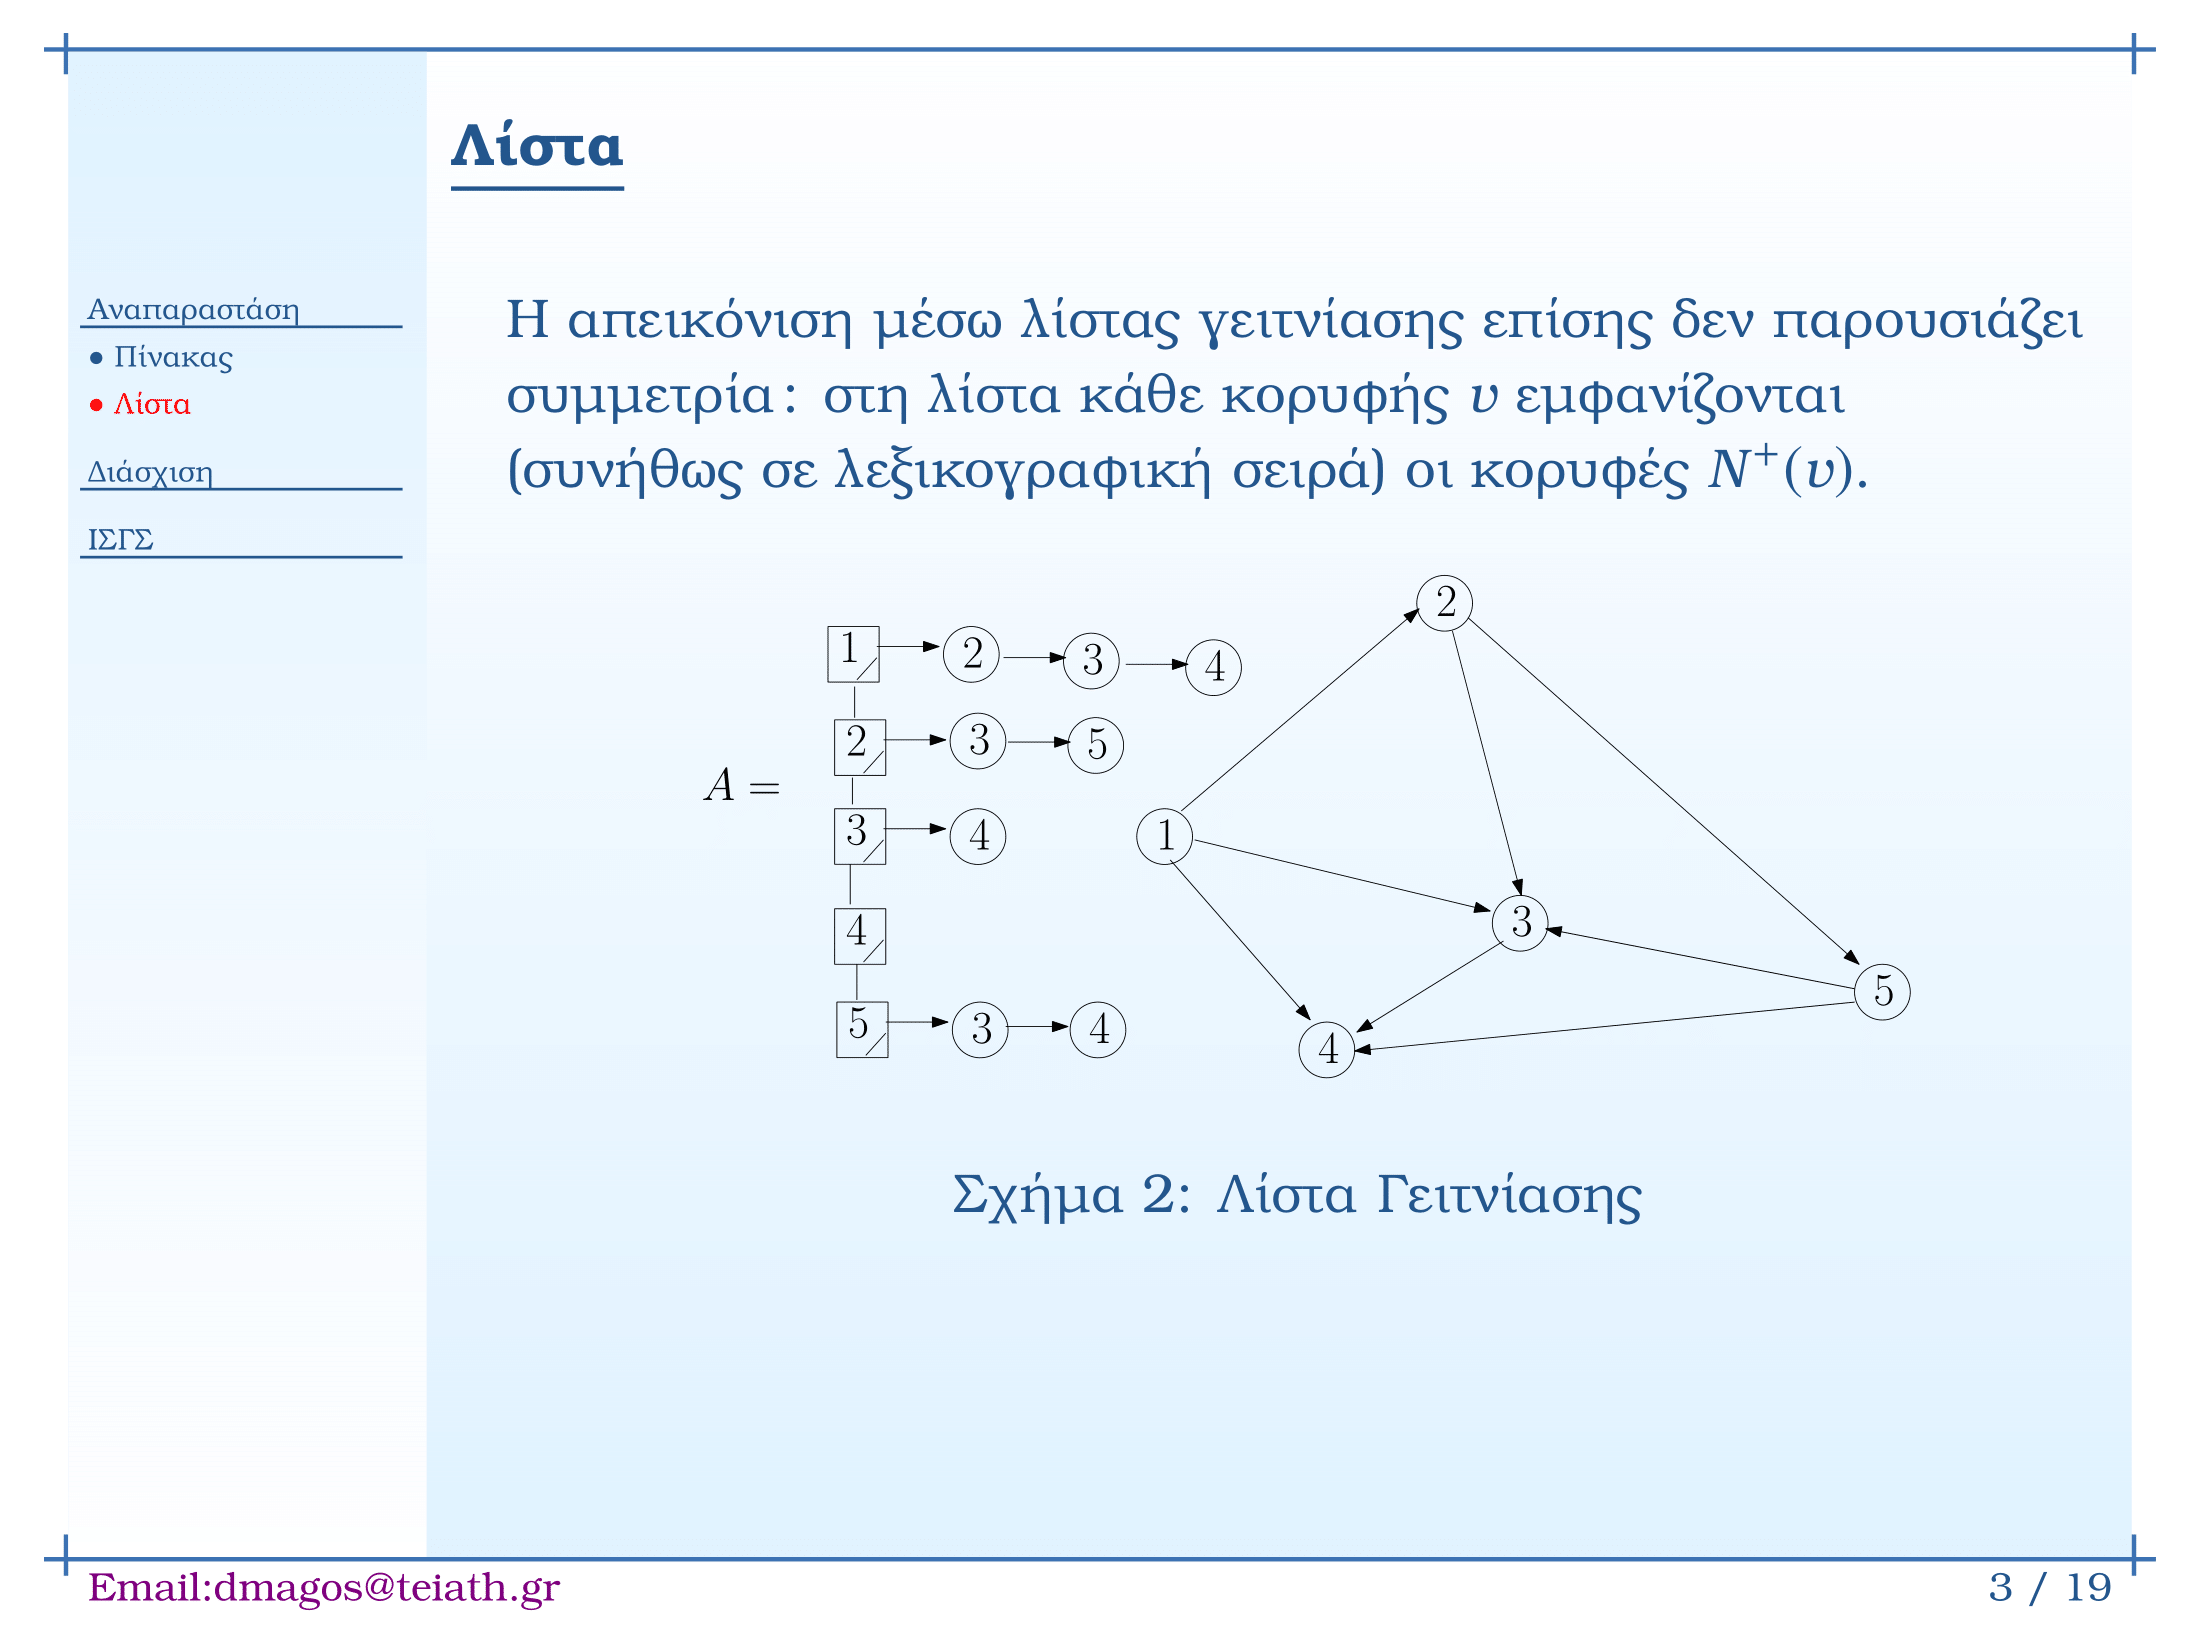 Λίστα
Αναπαραστάση
• Πίνακας
• Λίστα
Διάσχιση
ΙΣΓΣ
Η απεικόνιση μέσω λίστας γειτνίασης επίσης δεν παρουσιάζει
συμμετρία: στη λίστα κάθε κορυφής υ εμφανίζονται
(συνήθως σε λεξικογραφική σειρά) οι κορυφές N⁺(υ).
A =
1 2 3 4
2 3 5
3 4
4
5 3 4
2
1
3
5
4
Σχήμα 2: Λίστα Γειτνίασης
Email:dmagos@teiath.gr
3 / 19